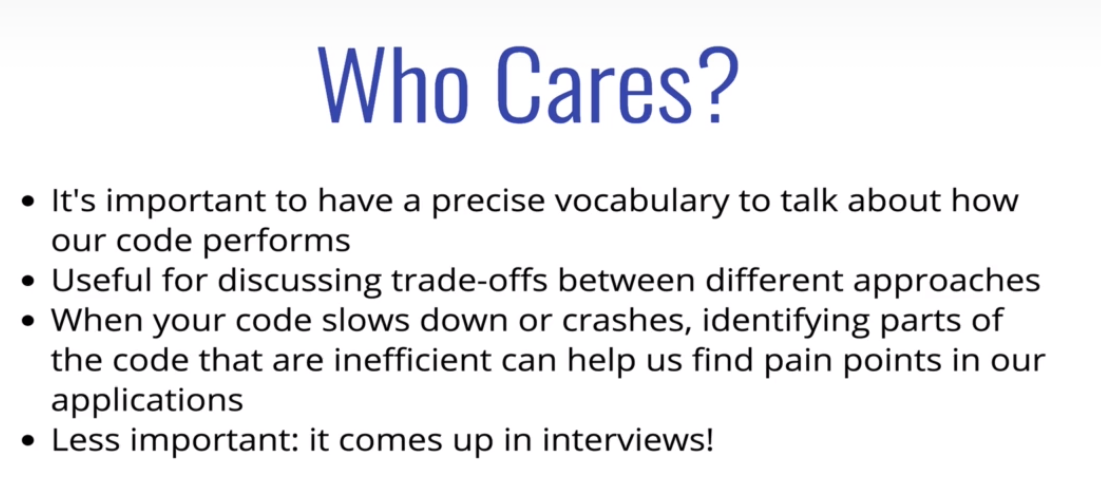 Who Cares?
• It's important to have a precise vocabulary to talk about how
our code performs
• Useful for discussing trade-offs between different approaches
• When your code slows down or crashes, identifying parts of
the code that are inefficient can help us find pain points in our
applications
• Less important: it comes up in interviews!